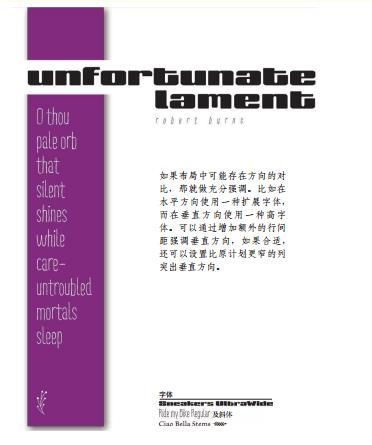 unfortunate
lament
robert burns
O thou
pale orb
that
silent
shines
while
care-
untroubled
mortals
sleep
如果布局中可能存在方向的对
比，那就做充分强调。比如在
水平方向使用一种扩展字体，
而在垂直方向使用一种高字
体。可以通过增加额外的行间
距强调垂直方向，如果合适，
还可以设置比原计划更窄的列
突出垂直方向。
字体
Sneakers UltraWide
Ride my Bike Regular 及斜体
Ciao Bella Stems